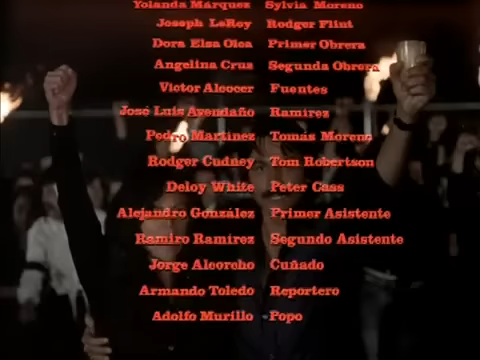 Yolanda Márquez Sylvia Moreno
Joseph LeRoy Rodger Flint
Dora Elsa Olea Primer Obrera
Angelina Cruz Segunda Obrera
Victor Alcocer Fuentes
José Luis Avendaño Ramírez
Pedro Martínez Tomás Moreno
Rodger Cudney Tom Robertson
Deloy White Peter Cass
Alejandro González Primer Asistente
Ramiro Ramírez Segundo Asistente
Jorge Alcorcho Cuñado
Armando Toledo Reportero
Adolfo Murillo Popo